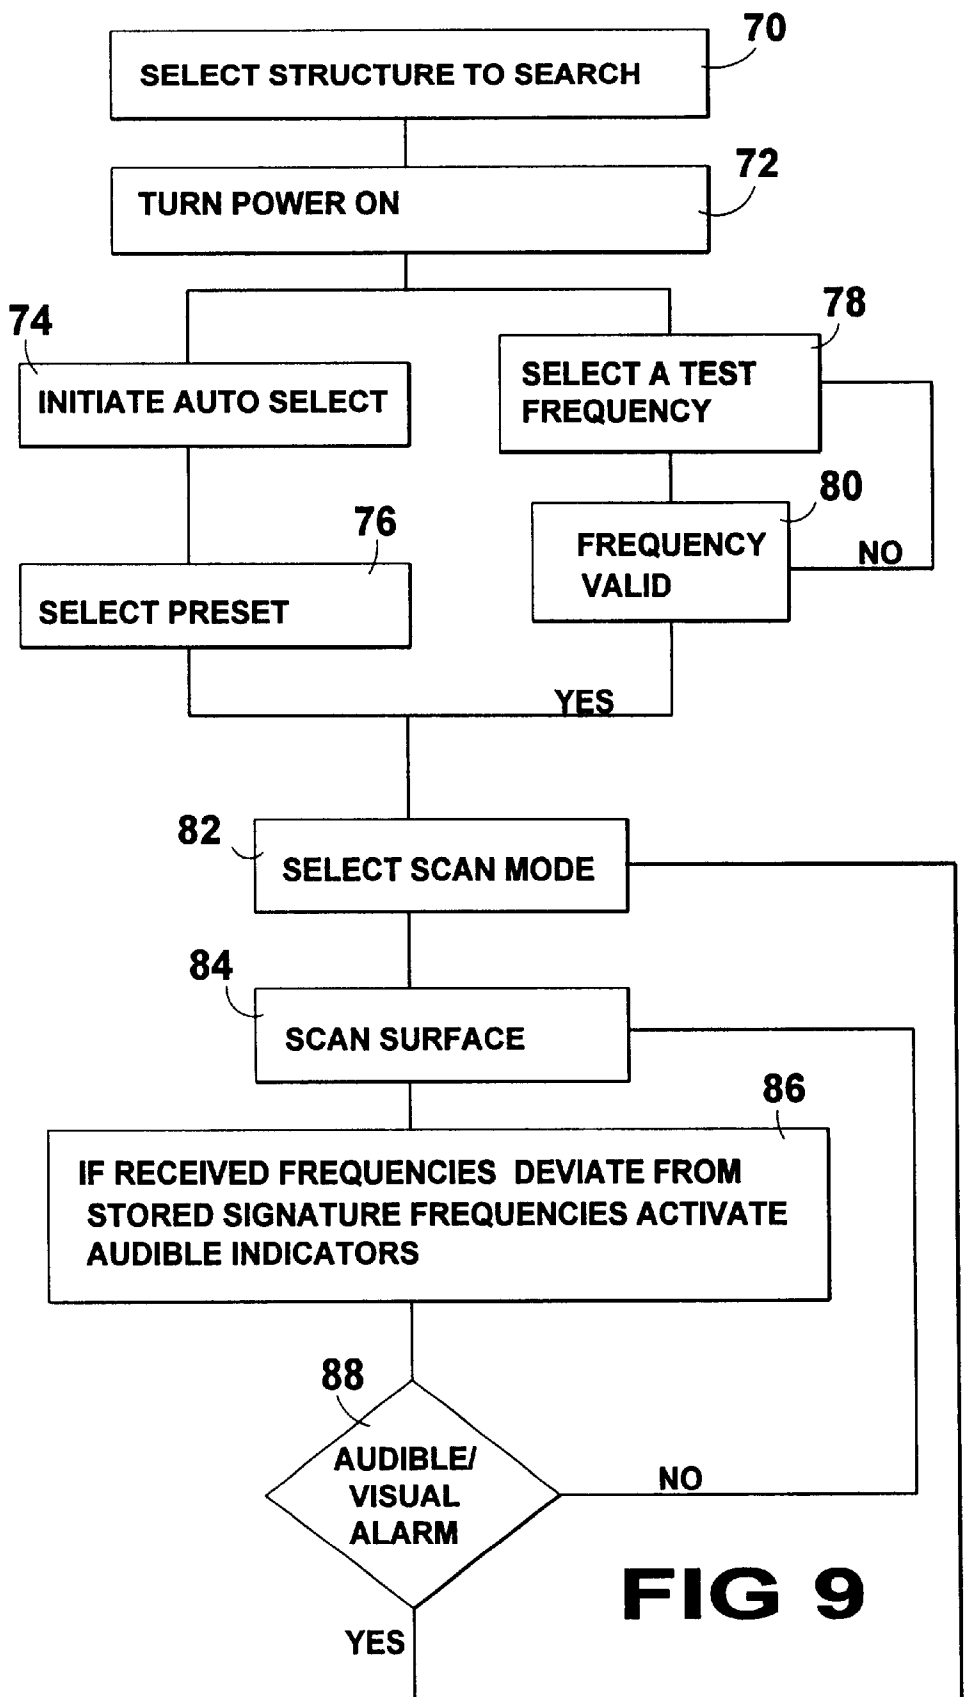 70
SELECT STRUCTURE TO SEARCH
72
TURN POWER ON
74
INITIATE AUTO SELECT
78
SELECT A TEST
FREQUENCY
76
SELECT PRESET
80
FREQUENCY
VALID
NO
YES
82
SELECT SCAN MODE
84
SCAN SURFACE
86
IF RECEIVED FREQUENCIES DEVIATE FROM
STORED SIGNATURE FREQUENCIES ACTIVATE
AUDIBLE INDICATORS
88
AUDIBLE/
VISUAL
ALARM
NO
YES
FIG 9